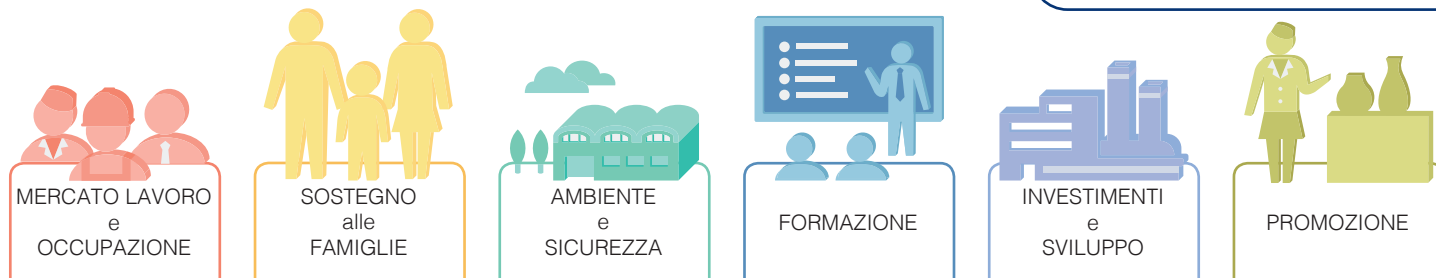 MERCATO LAVORO
e
OCCUPAZIONE
SOSTEGNO
alle
FAMIGLIE
AMBIENTE
e
SICUREZZA
FORMAZIONE
INVESTIMENTI
e
SVILUPPO
PROMOZIONE